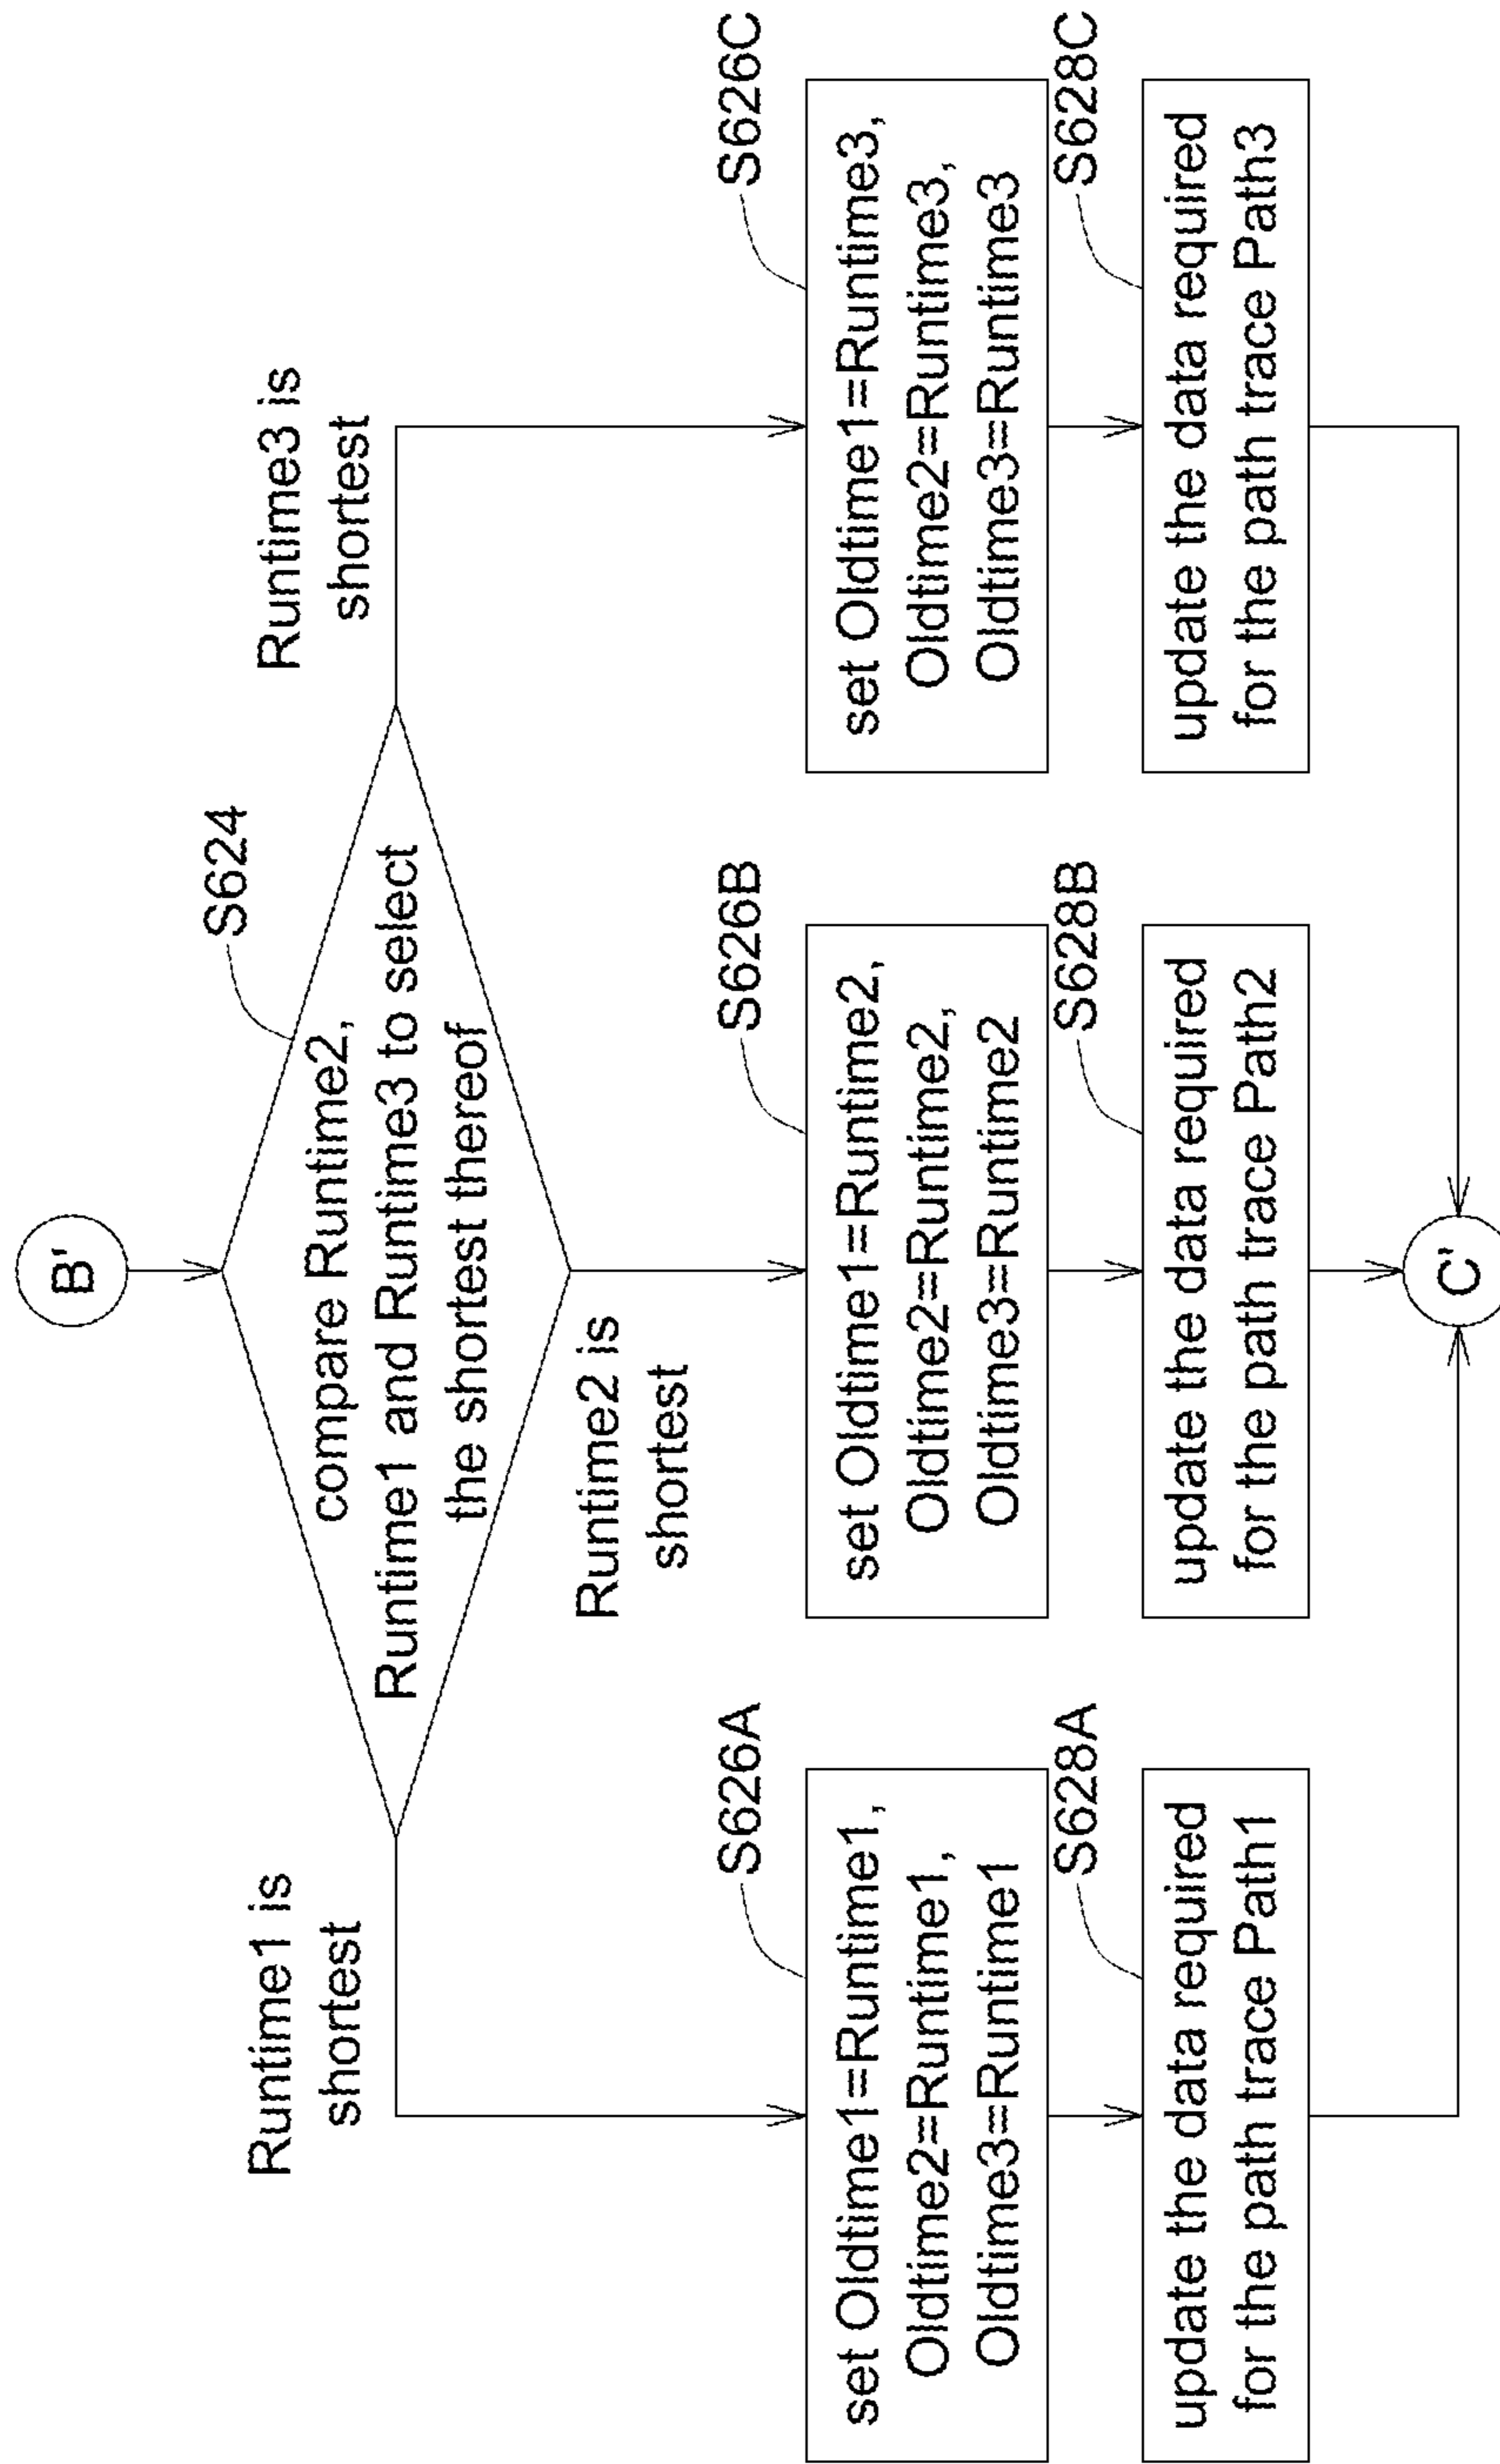 B'
S624
compare Runtime2,
Runtime1 and Runtime3 to select
the shortest thereof
Runtime1 is
shortest
Runtime2 is
shortest
Runtime3 is
shortest
S626A
set Oldtime1=Runtime1,
Oldtime2=Runtime1,
Oldtime3=Runtime1
S626B
set Oldtime1=Runtime2,
Oldtime2=Runtime2,
Oldtime3=Runtime2
S626C
set Oldtime1=Runtime3,
Oldtime2=Runtime3,
Oldtime3=Runtime3
S628A
update the data required
for the path trace Path1
S628B
update the data required
for the path trace Path2
S628C
update the data required
for the path trace Path3
C'